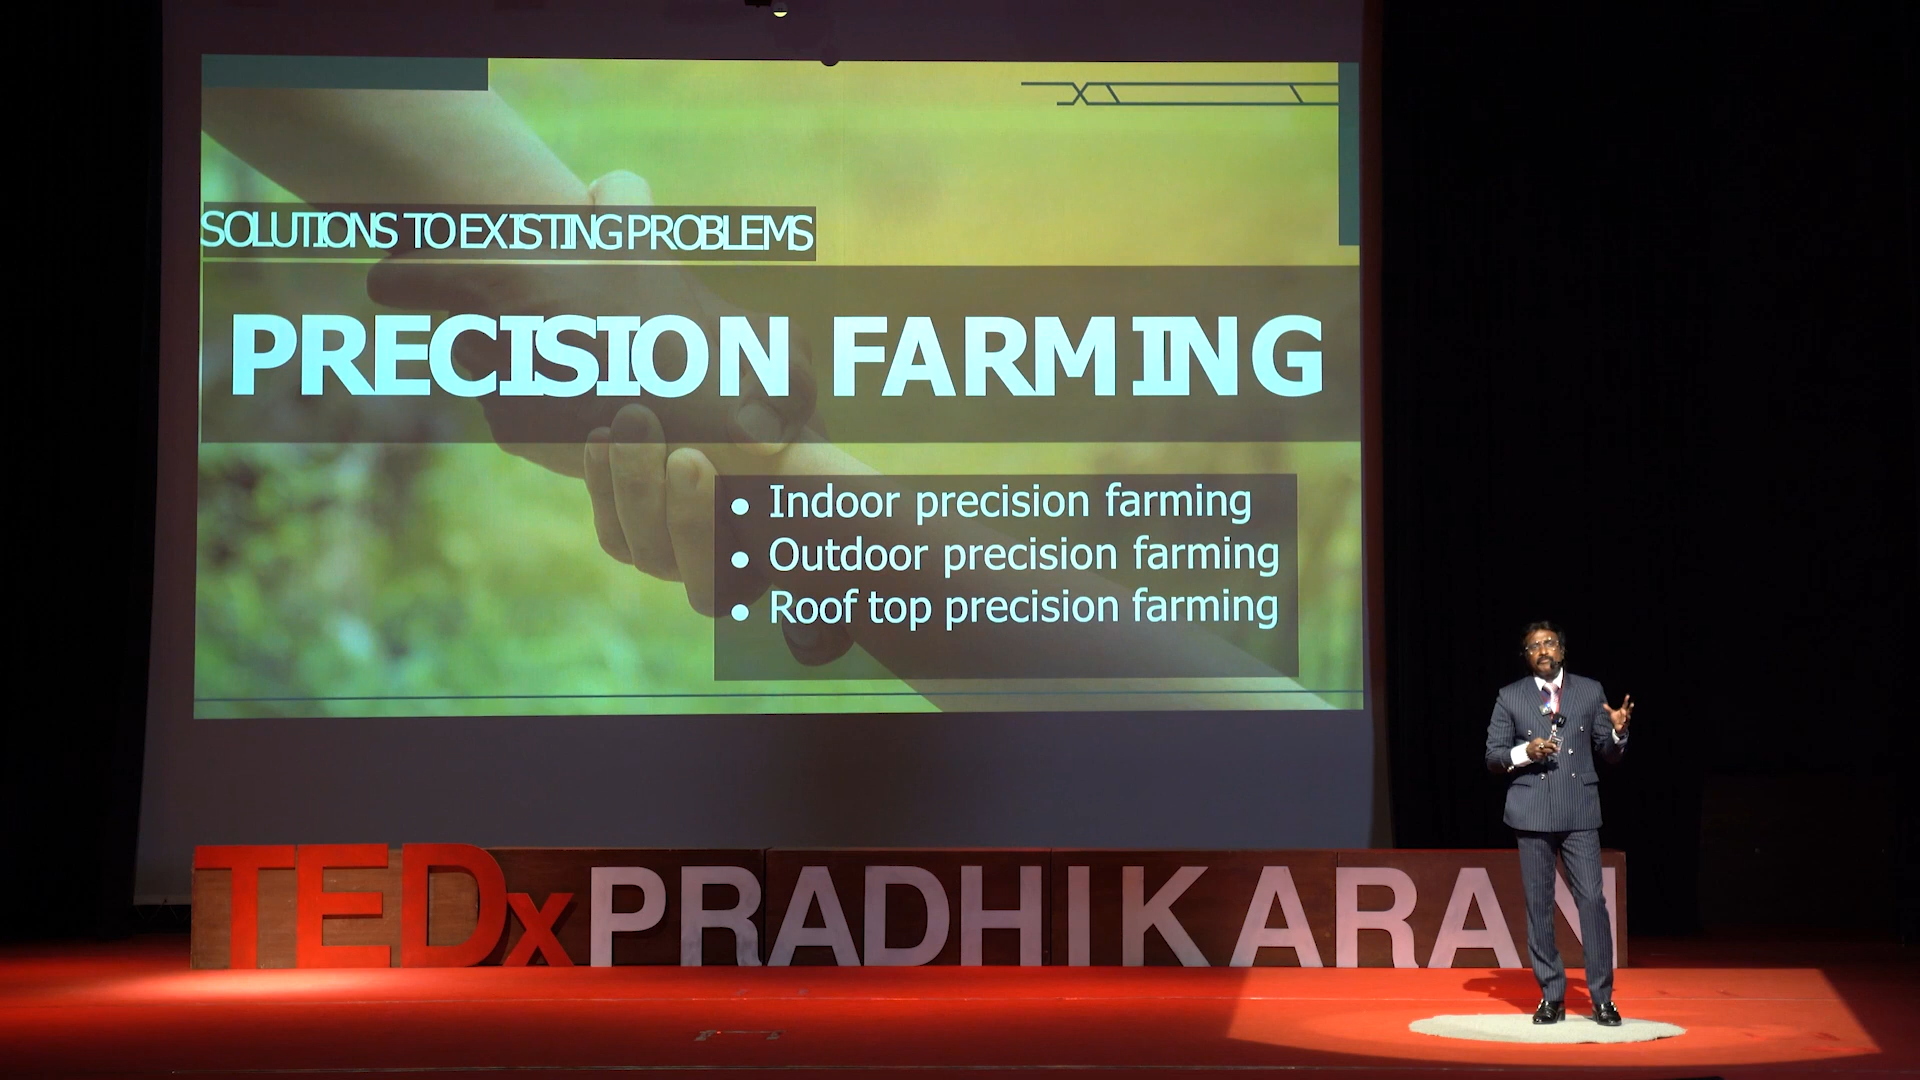 SOLUTIONS TO EXISTING PROBLEMS
PRECISION FARMING
• Indoor precision farming
• Outdoor precision farming
• Roof top precision farming
TEDxPRADHIKARAN